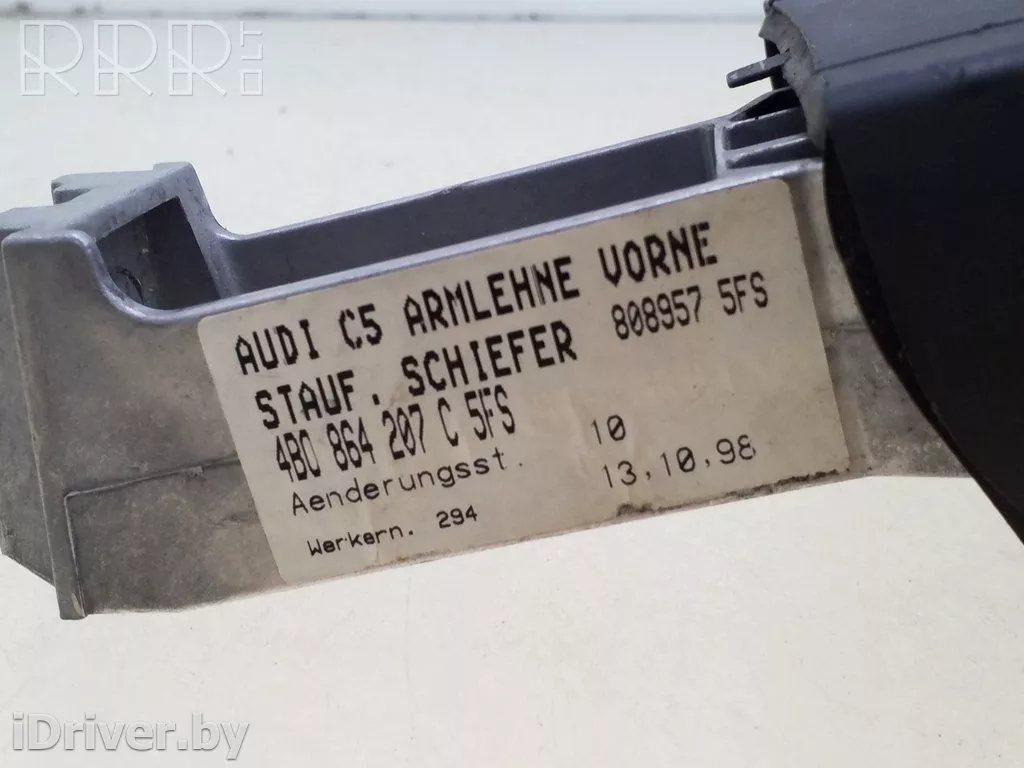 RRR.LT
AUDI C5 ARMLEHNE VORNE
STAUF. SCHIEFER 808957 5FS
4B0 864 207 C 5FS
Aenderungsst. 10
Werkern. 294 13.10.98
iDriver.by